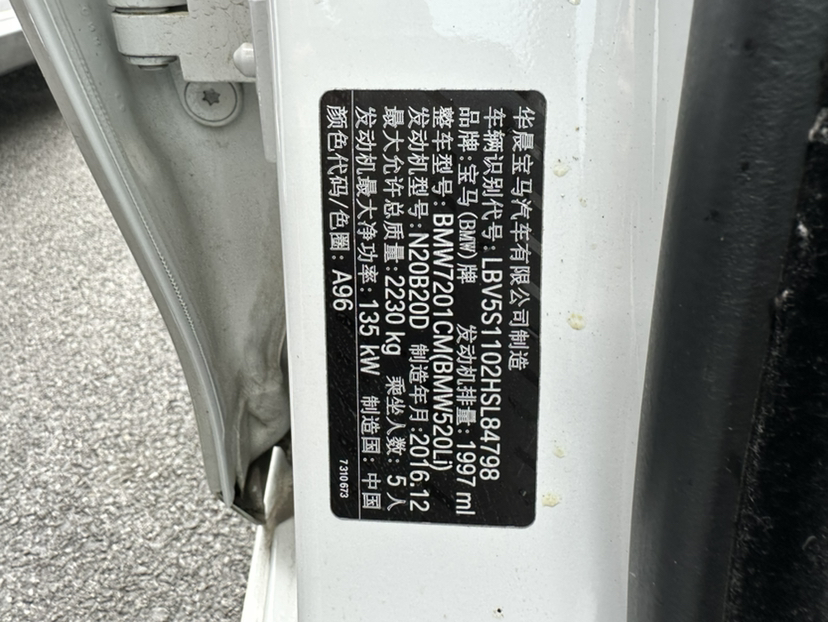 华晨宝马汽车有限公司制造
车辆识别代号: LBV5S1102HSL84798
品牌:宝马(BMW)牌 发动机排量: 1997 ml
整车型号: BMW7201CM(BMW520Li)
发动机型号:N20B20D 制造年月:2016.12
最大允许总质量: 2230 kg 乘坐人数: 5 人
发动机最大净功率: 135 kW 制造国: 中国
颜色代码/色圈: A96
7310673